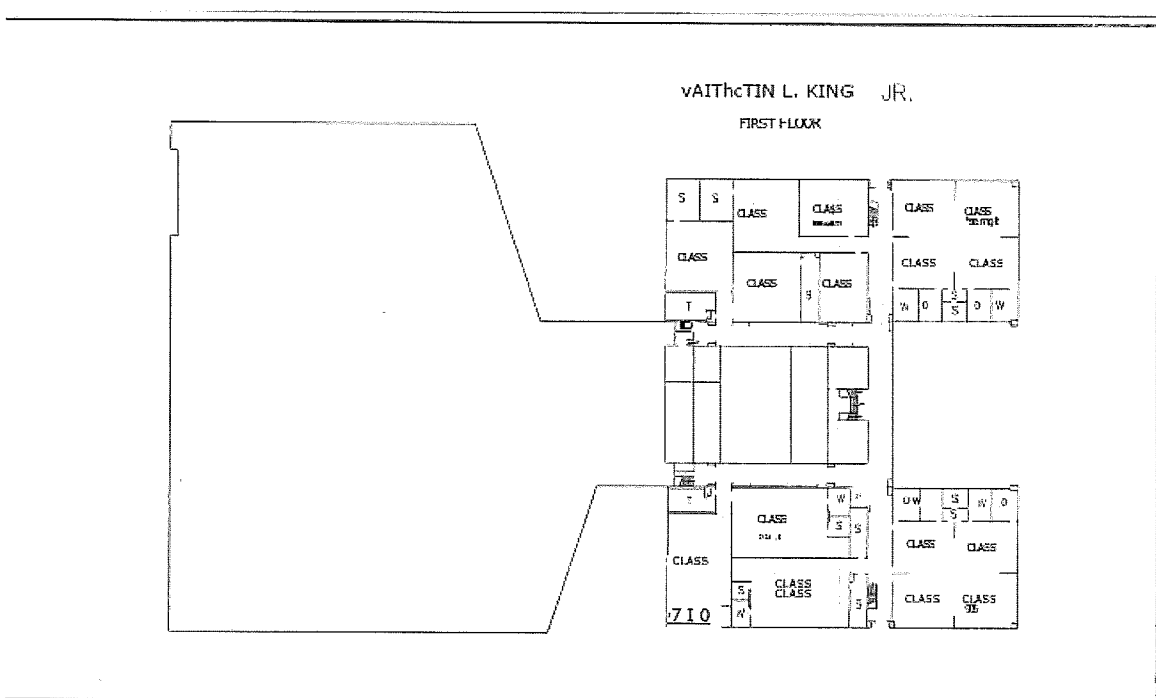 vAIThcTIN L. KING JR.
FIRST FLOOR
S S CLASS CLASS CLASS CLASS
CLASS CLASS CLASS CLASS CLASS
T S W O S S O W
T J W S O W S S W O
CLASS S S CLASS CLASS
CLASS
CLASS S T CLASS CLASS
CLASS S
710 W